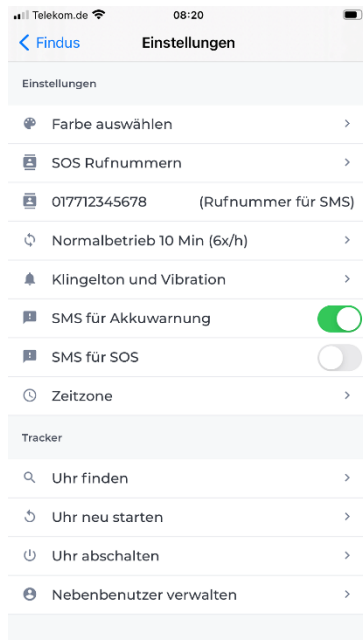 Telekom.de 08:20
Findus Einstellungen
Einstellungen
Farbe auswählen
SOS Rufnummern
017712345678 (Rufnummer für SMS)
Normalbetrieb 10 Min (6x/h)
Klingelton und Vibration
SMS für Akkuwarnung
SMS für SOS
Zeitzone
Tracker
Uhr finden
Uhr neu starten
Uhr abschalten
Nebenbenutzer verwalten